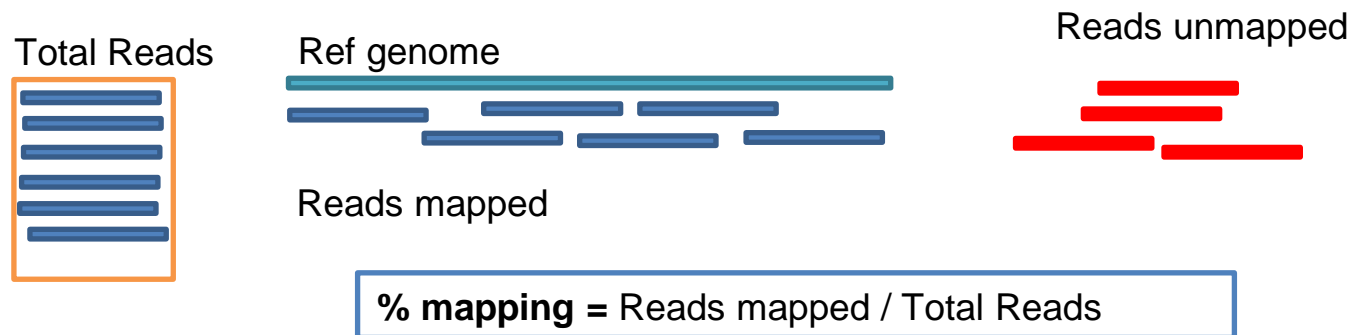 Total Reads
Ref genome
Reads unmapped
Reads mapped
% mapping = Reads mapped / Total Reads